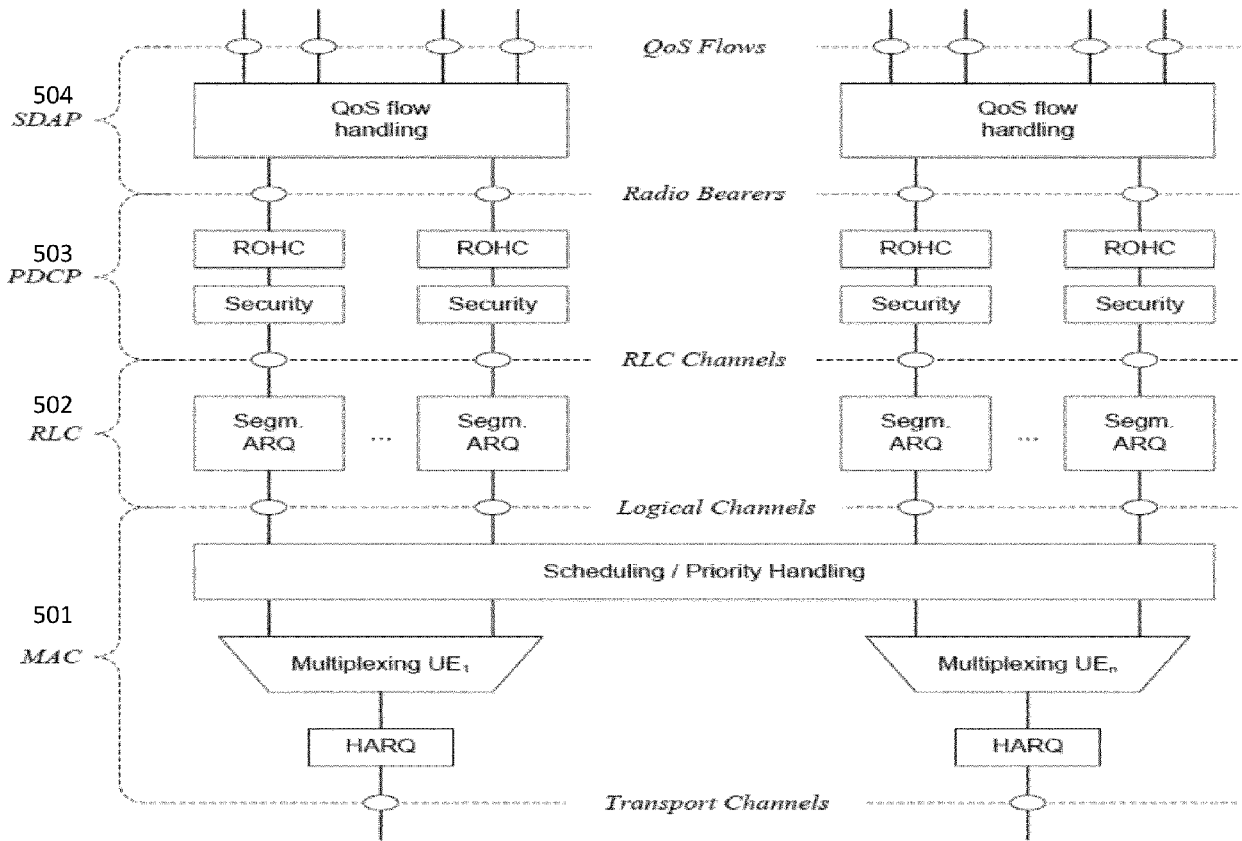 QoS Flows
504
SDAP
QoS flow
handling
QoS flow
handling
Radio Bearers
503
PDCP
ROHC
ROHC
ROHC
ROHC
Security
Security
Security
Security
RLC Channels
502
RLC
Segm.
ARQ
...
Segm.
ARQ
Segm.
ARQ
...
Segm.
ARQ
Logical Channels
Scheduling / Priority Handling
501
MAC
Multiplexing UE₁
Multiplexing UEₙ
HARQ
HARQ
Transport Channels